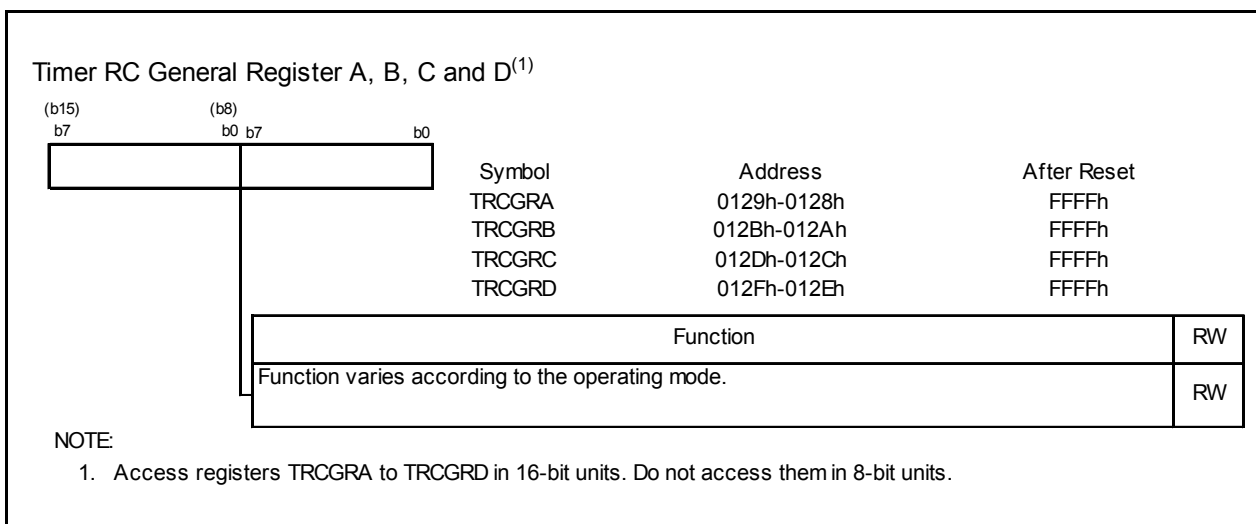 Timer RC General Register A, B, C and D(1)
(b15) (b8)
b7 b0 b7 b0
Symbol Address After Reset
TRCGRA 0129h-0128h FFFFh
TRCGRB 012Bh-012Ah FFFFh
TRCGRC 012Dh-012Ch FFFFh
TRCGRD 012Fh-012Eh FFFFh
Function RW
Function varies according to the operating mode. RW
NOTE:
1. Access registers TRCGRA to TRCGRD in 16-bit units. Do not access them in 8-bit units.